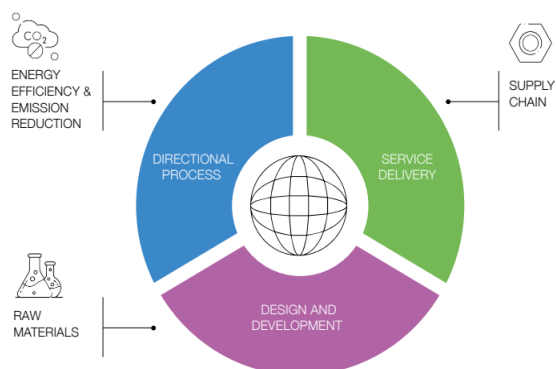 CO2
ENERGY
EFFICIENCY &
EMISSION
REDUCTION
SUPPLY
CHAIN
DIRECTIONAL
PROCESS
SERVICE
DELIVERY
RAW
MATERIALS
DESIGN AND
DEVELOPMENT